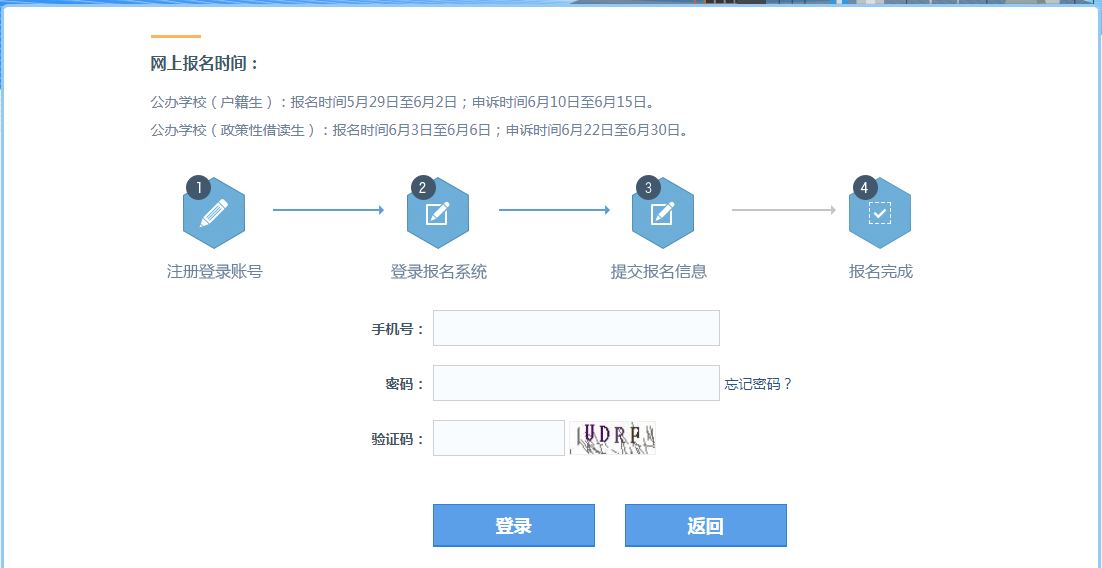 网上报名时间：
公办学校（户籍生）：报名时间5月29日至6月2日；申诉时间6月10日至6月15日。
公办学校（政策性借读生）：报名时间6月3日至6月6日；申诉时间6月22日至6月30日。
1 2 3 4
注册登录账号 登录报名系统 提交报名信息 报名完成
手机号：
密码： 忘记密码？
验证码： UDRF
登录 返回